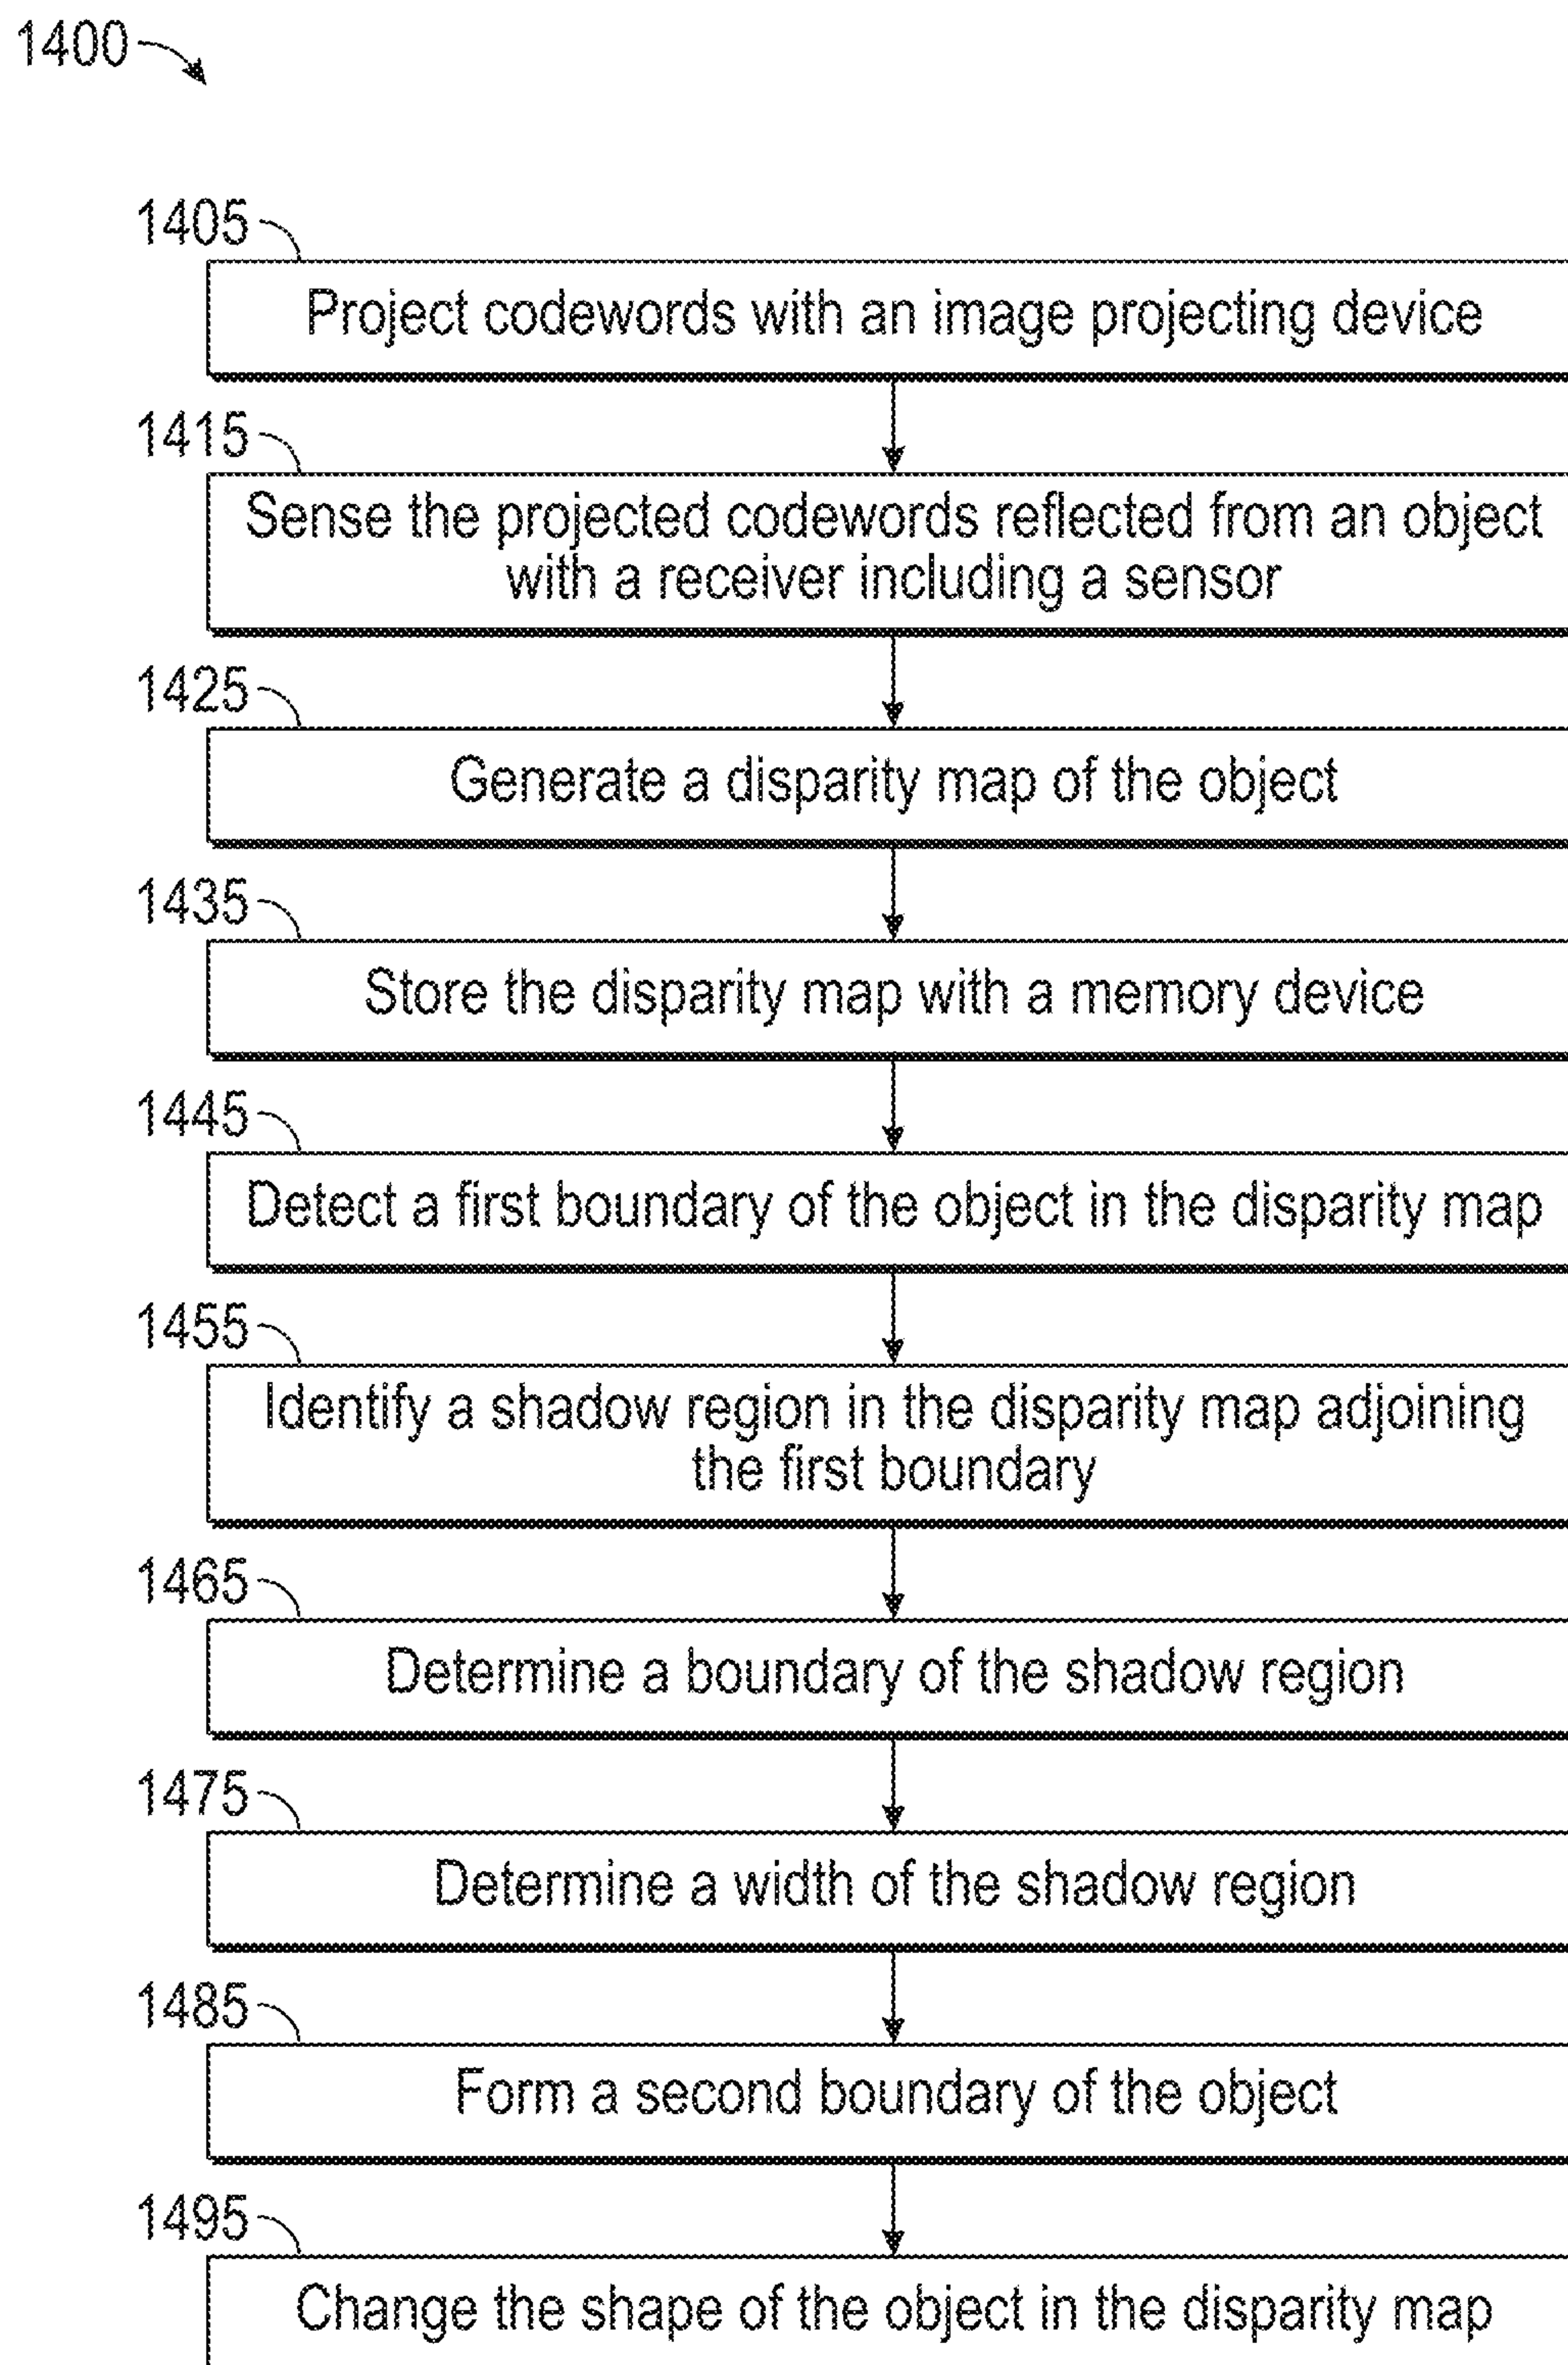 1400
1405
Project codewords with an image projecting device
1415
Sense the projected codewords reflected from an object
with a receiver including a sensor
1425
Generate a disparity map of the object
1435
Store the disparity map with a memory device
1445
Detect a first boundary of the object in the disparity map
1455
Identify a shadow region in the disparity map adjoining
the first boundary
1465
Determine a boundary of the shadow region
1475
Determine a width of the shadow region
1485
Form a second boundary of the object
1495
Change the shape of the object in the disparity map